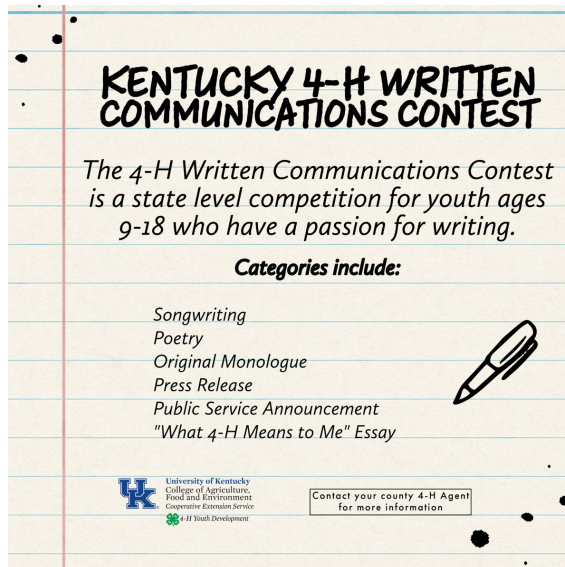 KENTUCKY 4-H WRITTEN
COMMUNICATIONS CONTEST
The 4-H Written Communications Contest
is a state level competition for youth ages
9-18 who have a passion for writing.
Categories include:
Songwriting
Poetry
Original Monologue
Press Release
Public Service Announcement
"What 4-H Means to Me" Essay
UK
University of Kentucky
College of Agriculture,
Food and Environment
Cooperative Extension Service
4-H Youth Development
Contact your county 4-H Agent
for more information